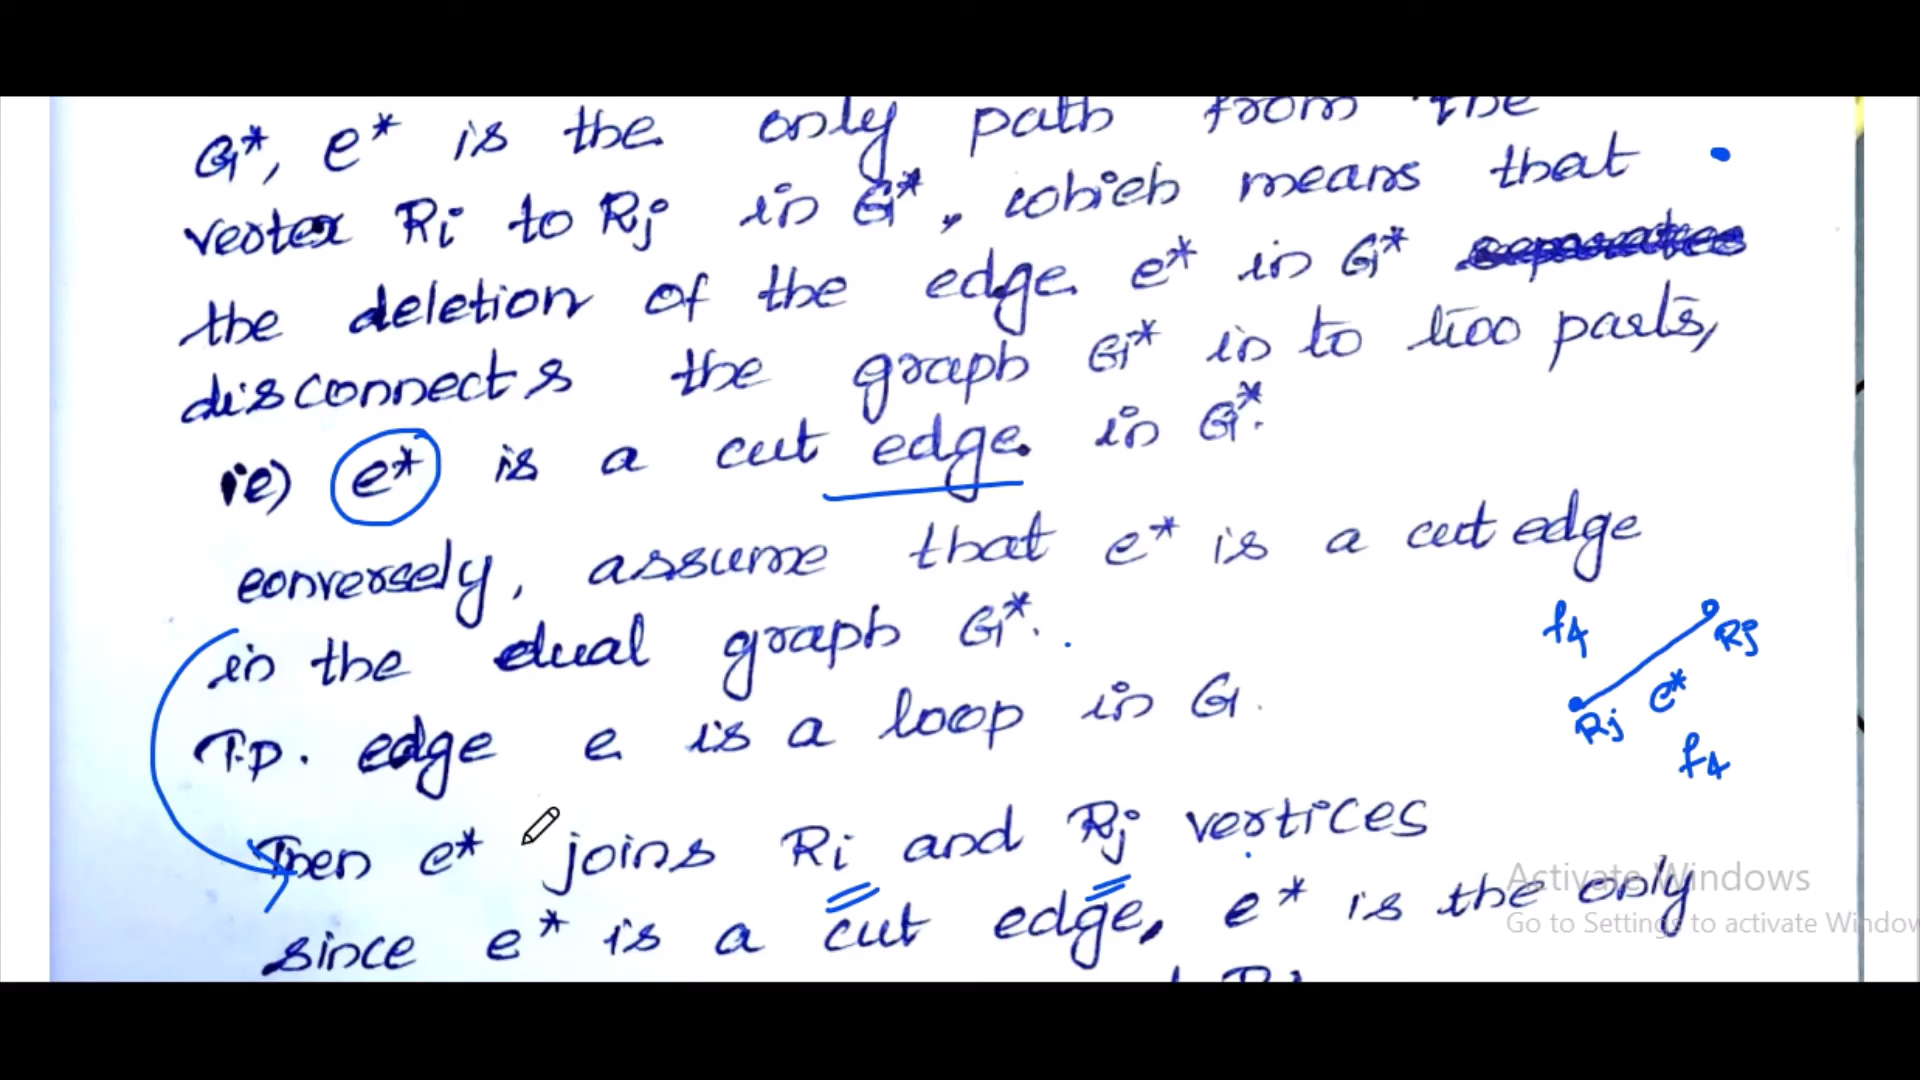 G*, e* is the only path from the
vertex Ri to Rj in G*, which means that
the deletion of the edge e* in G* separates
disconnects the graph G* in to two parts,
ie) e* is a cut edge in G*.
conversely, assume that e* is a cut edge
in the dual graph G*.
T.p. edge e is a loop in G.
f4
Rj
e*
Rj
f4
Then e* joins Ri and Rj vertices
since e* is a cut edge, e* is the only
Activate Windows
Go to Settings to activate Window